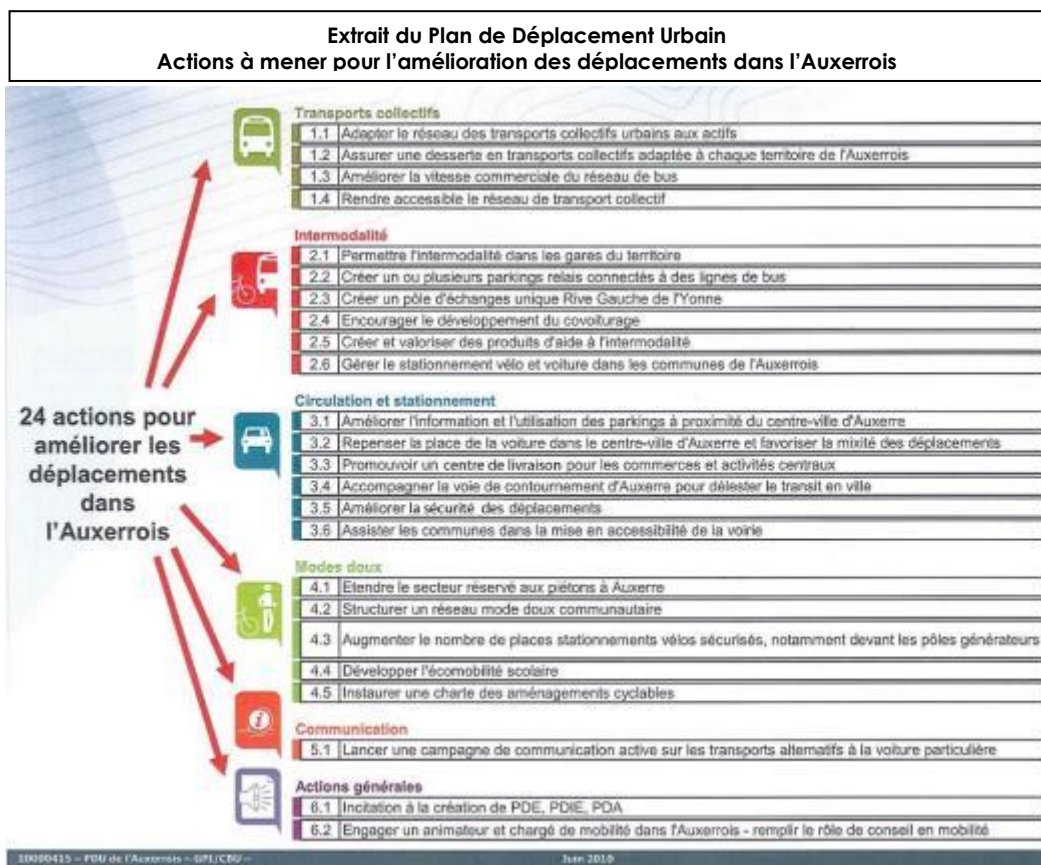 Extrait du Plan de Déplacement Urbain
Actions à mener pour l'amélioration des déplacements dans l'Auxerrois
Transports collectifs
1.1 Adapter le réseau des transports collectifs urbains aux actifs
1.2 Assurer une desserte en transports collectifs adaptée à chaque territoire de l'Auxerrois
1.3 Améliorer la vitesse commerciale du réseau de bus
1.4 Rendre accessible le réseau de transport collectif
Intermodalité
2.1 Permettre l'intermodalité dans les gares du territoire
2.2 Créer un ou plusieurs parkings relais connectés à des lignes de bus
2.3 Créer un pôle d'échanges unique Rive Gauche de l'Yonne
2.4 Encourager le développement du covoiturage
2.5 Créer et valoriser des produits d'aide à l'intermodalité
2.6 Gérer le stationnement vélo et voiture dans les communes de l'Auxerrois
24 actions pour
améliorer les
déplacements
dans
l'Auxerrois
Circulation et stationnement
3.1 Améliorer l'information et l'utilisation des parkings à proximité du centre-ville d'Auxerre
3.2 Repenser la place de la voiture dans le centre-ville d'Auxerre et favoriser la mixité des déplacements
3.3 Promouvoir un centre de livraison pour les commerces et activités centraux
3.4 Accompagner la voie de contournement d'Auxerre pour délester le transit en ville
3.5 Améliorer la sécurité des déplacements
3.6 Assister les communes dans la mise en accessibilité de la voirie
Modes doux
4.1 Etendre le secteur réservé aux piétons à Auxerre
4.2 Structurer un réseau mode doux communautaire
4.3 Augmenter le nombre de places stationnements vélos sécurisés, notamment devant les pôles générateurs
4.4 Développer l'écomobilité scolaire
4.5 Instaurer une charte des aménagements cyclables
Communication
5.1 Lancer une campagne de communication active sur les transports alternatifs à la voiture particulière
Actions générales
6.1 Incitation à la création de PDE, PDIE, PDA
6.2 Engager un animateur et chargé de mobilité dans l'Auxerrois - remplir le rôle de conseil en mobilité
10000415 – PDU de l'Auxerrois – GPI/CBU –
Juin 2010